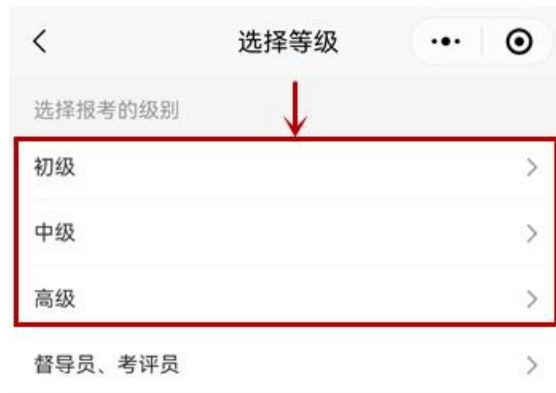 选择等级
选择报考的级别
初级
中级
高级
督导员、考评员